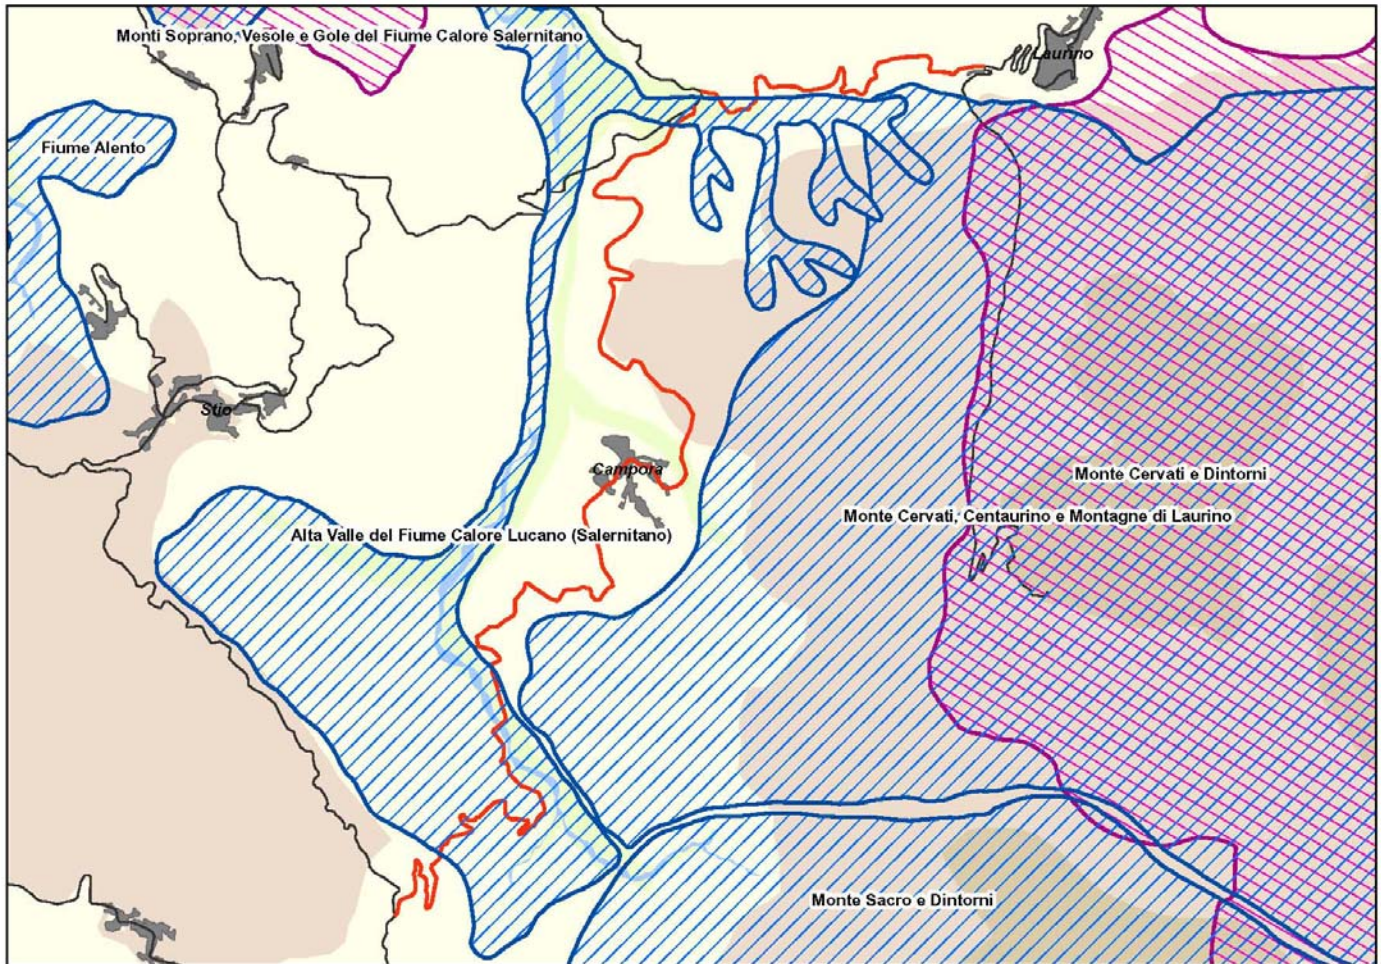 Monti Soprano, Vesole e Gole del Fiume Calore Salernitano
Laurino
Fiume Alento
Stio
Campora
Monte Cervati e Dintorni
Monte Cervati, Centaurino e Montagne di Laurino
Alta Valle del Fiume Calore Lucano (Salernitano)
Monte Sacro e Dintorni